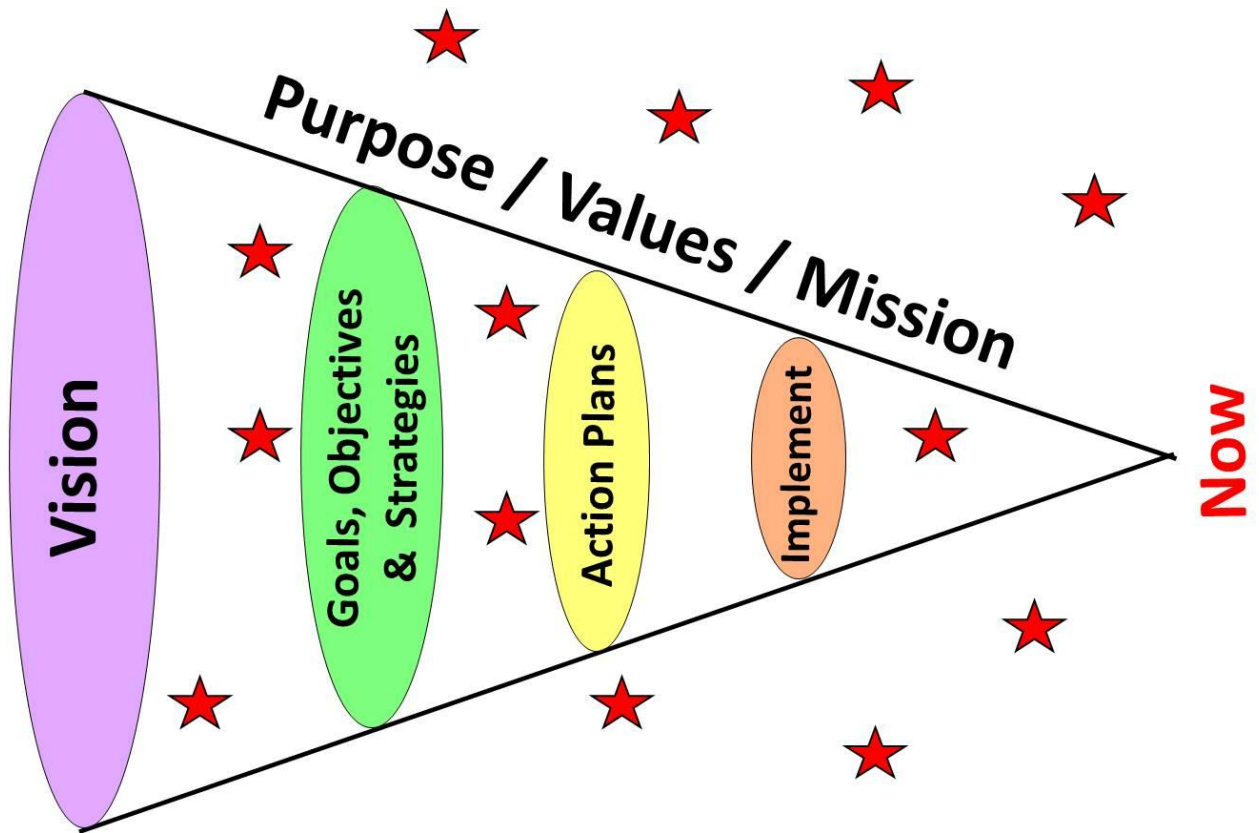 Purpose / Values / Mission
Vision
Goals, Objectives
& Strategies
Action Plans
Implement
Now